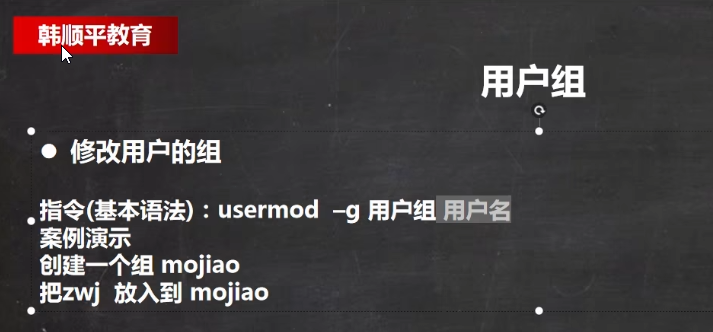 韩顺平教育
用户组
● 修改用户的组
指令(基本语法)：usermod –g 用户组 用户名
案例演示
创建一个组 mojiao
把zwj 放入到 mojiao